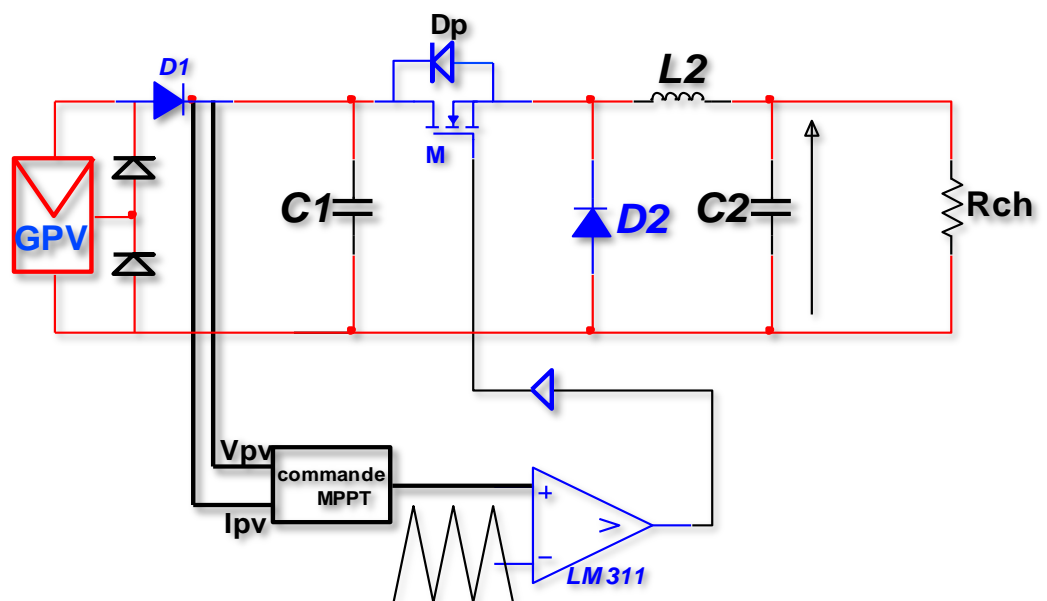 Dp
D1
L2
M
C1
D2
C2
Rch
GPV
Vpv
commande
MPPT
Ipv
+
>
−
LM311